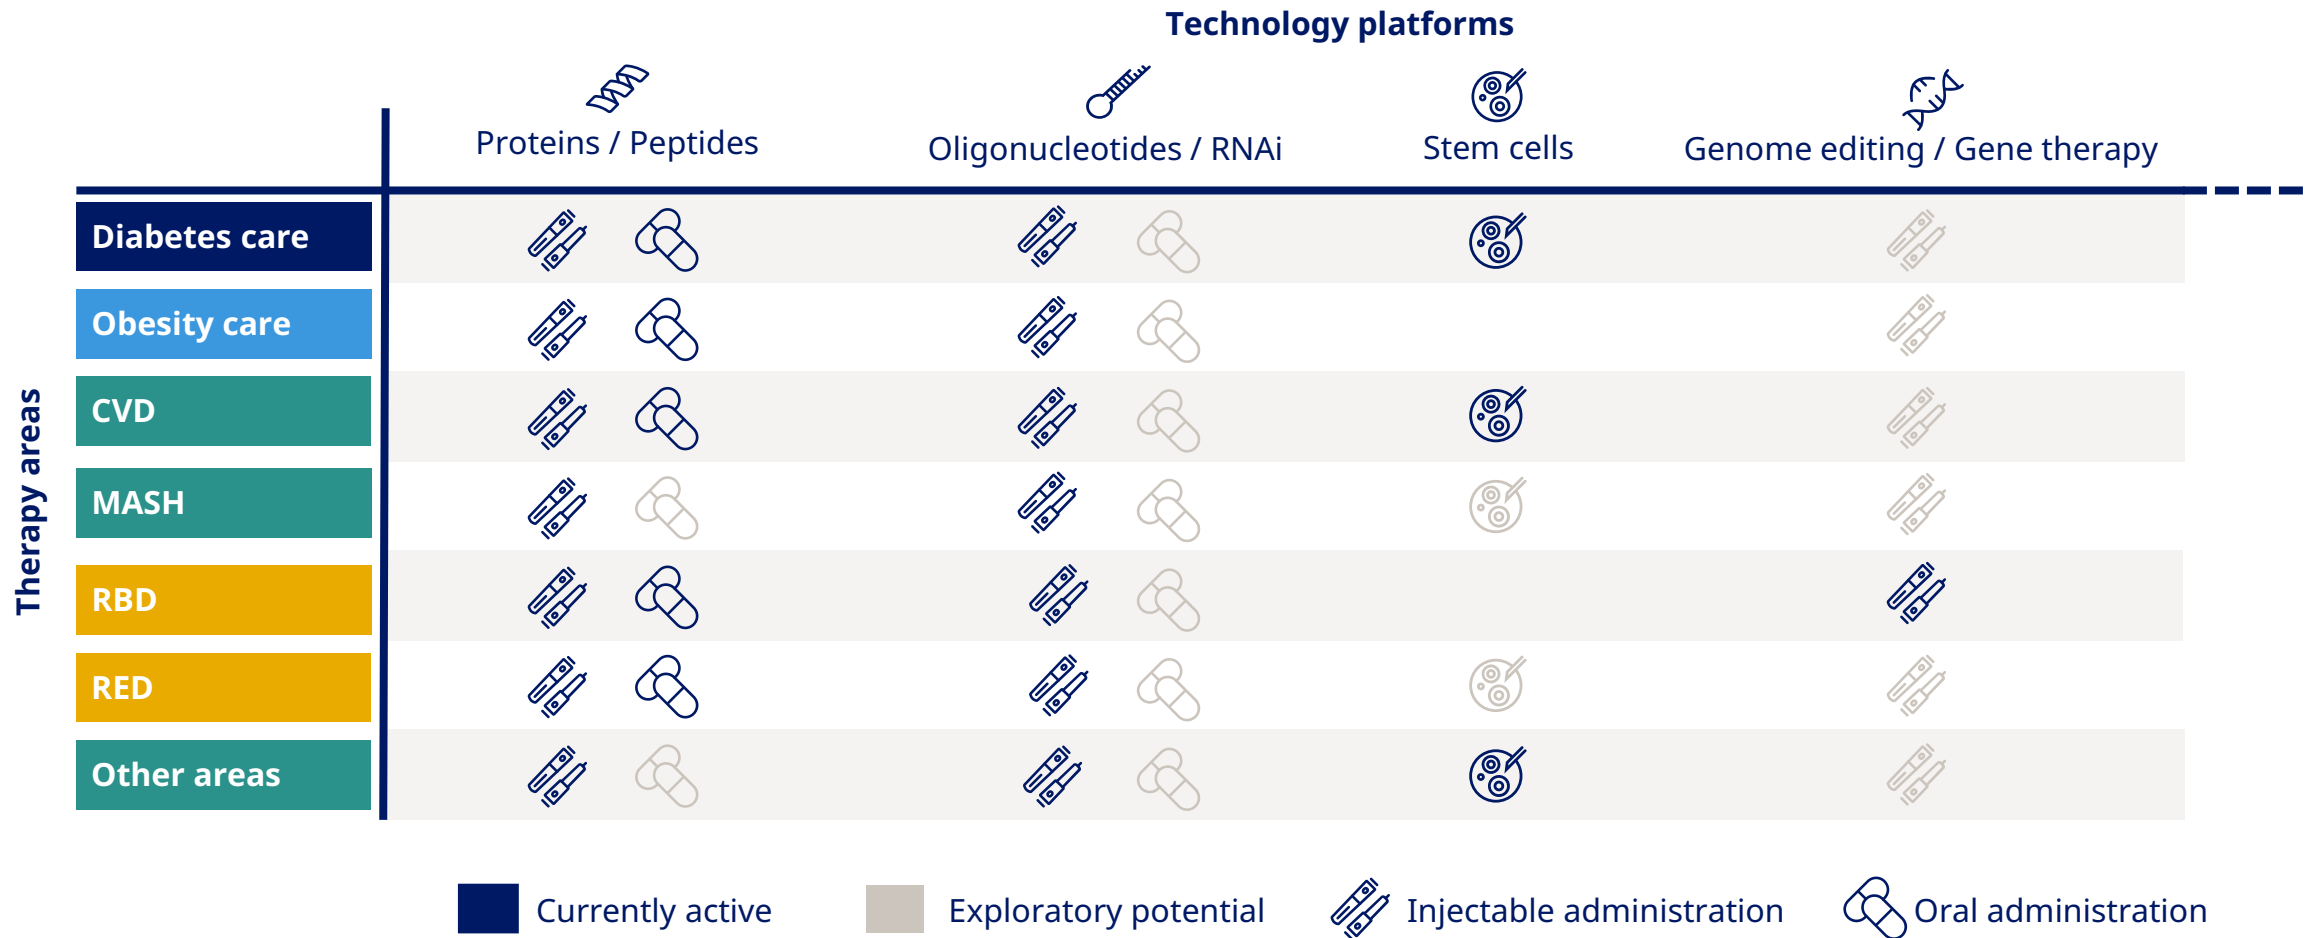 Technology platforms
Proteins / Peptides
Oligonucleotides / RNAi
Stem cells
Genome editing / Gene therapy
Therapy areas
Diabetes care
Obesity care
CVD
MASH
RBD
RED
Other areas
Currently active
Exploratory potential
Injectable administration
Oral administration